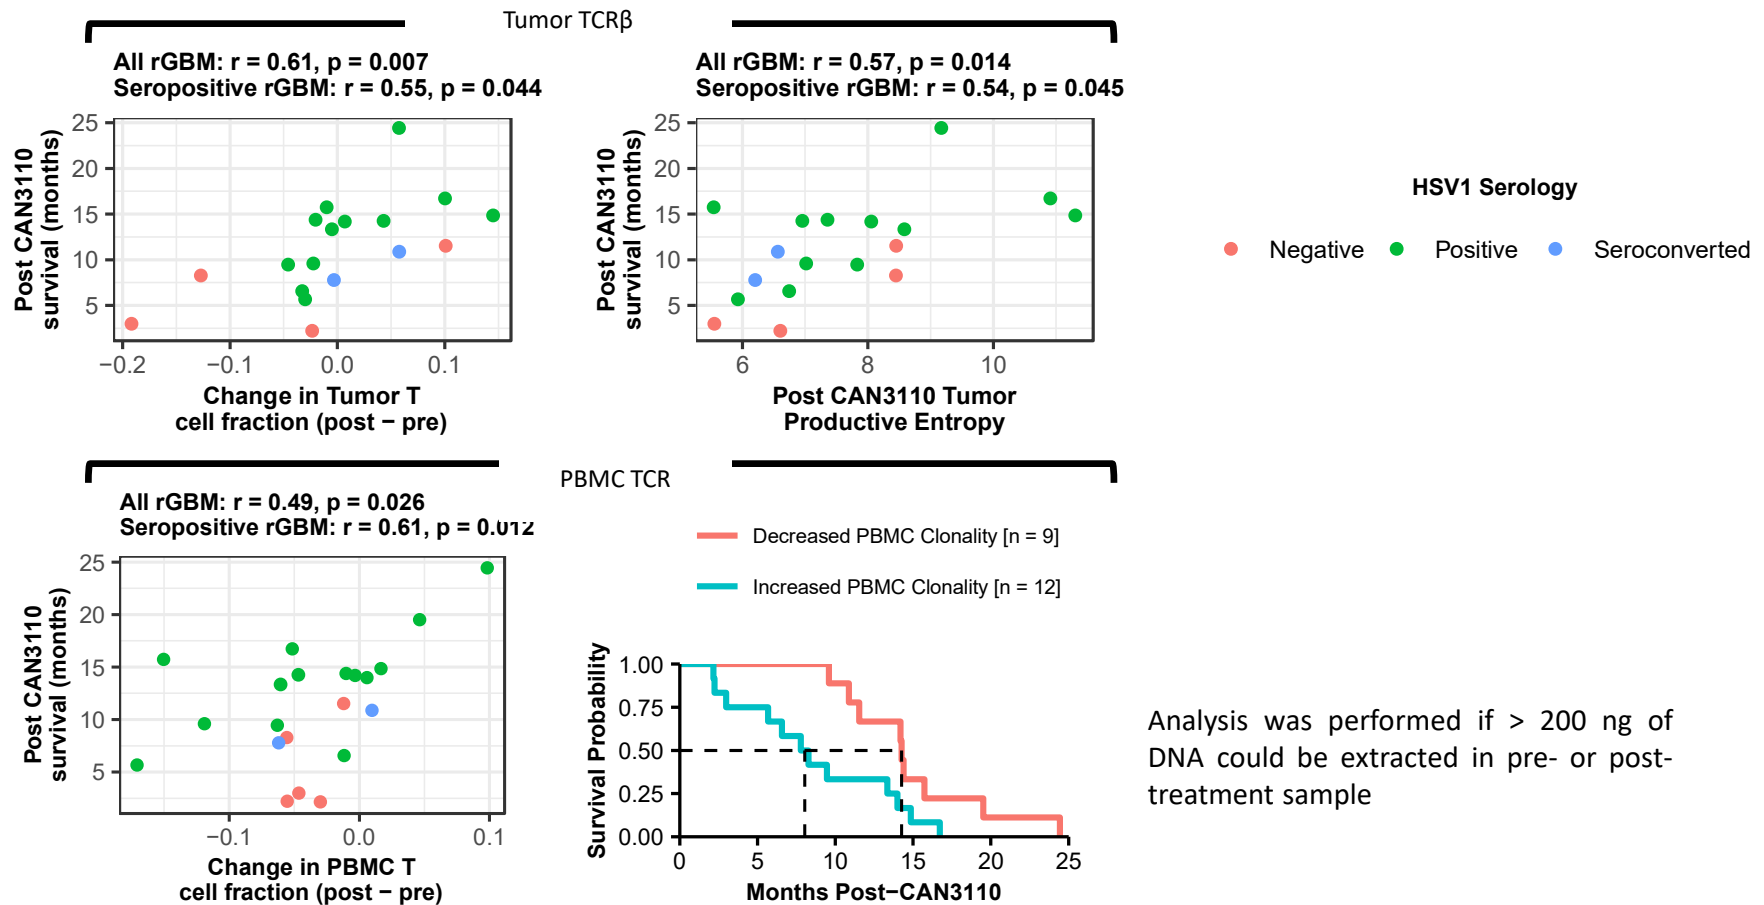 Tumor TCRβ
All rGBM: r = 0.61, p = 0.007
Seropositive rGBM: r = 0.55, p = 0.044
Post CAN3110
survival (months)
25
20
15
10
5
−0.2
−0.1
0.0
0.1
Change in Tumor T
cell fraction (post − pre)
All rGBM: r = 0.57, p = 0.014
Seropositive rGBM: r = 0.54, p = 0.045
Post CAN3110
survival (months)
25
20
15
10
5
6
8
10
Post CAN3110 Tumor
Productive Entropy
HSV1 Serology
Negative
Positive
Seroconverted
PBMC TCR
All rGBM: r = 0.49, p = 0.026
Seropositive rGBM: r = 0.61, p = 0.012
Post CAN3110
survival (months)
25
20
15
10
5
−0.1
0.0
0.1
Change in PBMC T
cell fraction (post − pre)
Decreased PBMC Clonality [n = 9]
Increased PBMC Clonality [n = 12]
Survival Probability
1.00
0.75
0.50
0.25
0.00
0
5
10
15
20
25
Months Post−CAN3110
Analysis was performed if > 200 ng of
DNA could be extracted in pre- or post-
treatment sample